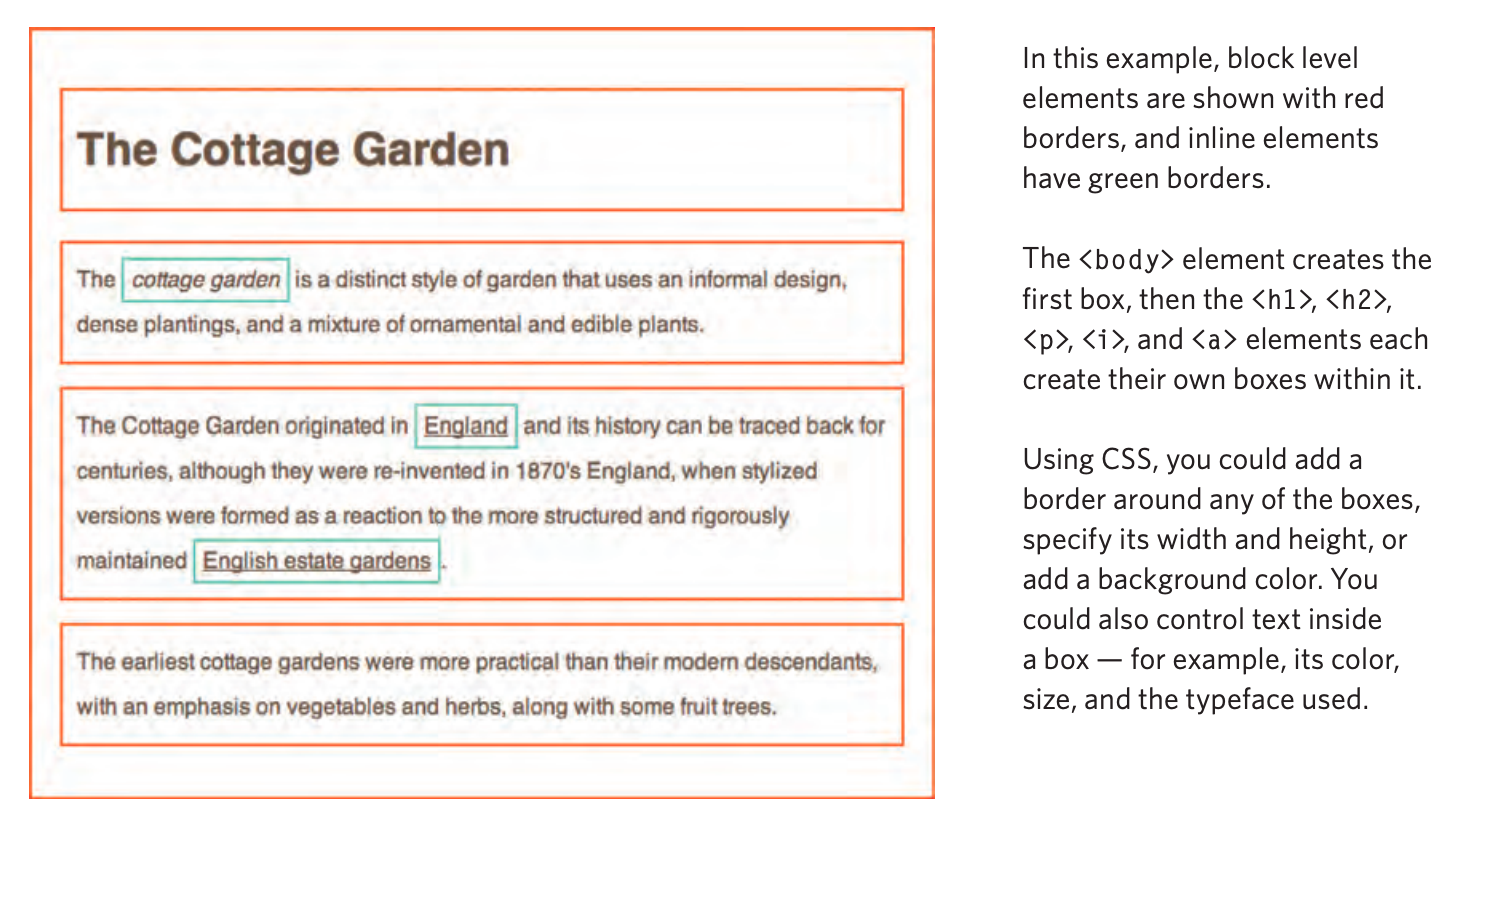 The Cottage Garden
The cottage garden is a distinct style of garden that uses an informal design,
dense plantings, and a mixture of ornamental and edible plants.
The Cottage Garden originated in England and its history can be traced back for
centuries, although they were re-invented in 1870's England, when stylized
versions were formed as a reaction to the more structured and rigorously
maintained English estate gardens.
The earliest cottage gardens were more practical than their modern descendants,
with an emphasis on vegetables and herbs, along with some fruit trees.
In this example, block level
elements are shown with red
borders, and inline elements
have green borders.
The <body> element creates the
first box, then the <h1>, <h2>,
<p>, <i>, and <a> elements each
create their own boxes within it.
Using CSS, you could add a
border around any of the boxes,
specify its width and height, or
add a background color. You
could also control text inside
a box — for example, its color,
size, and the typeface used.